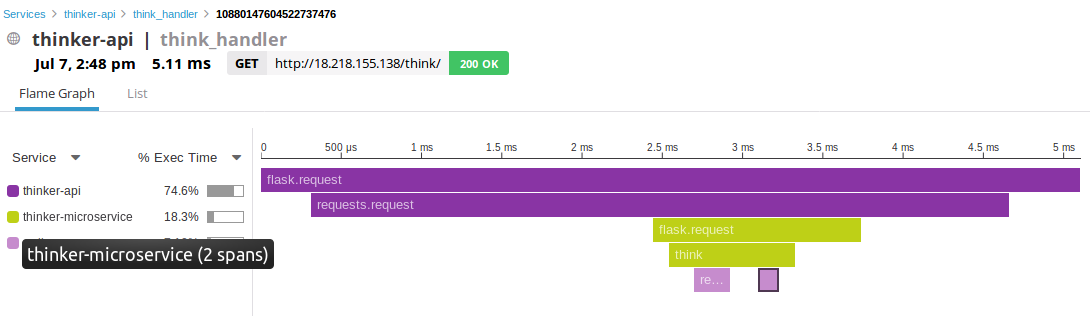 Services > thinker-api > think_handler > 10880147604522737476
thinker-api | think_handler
Jul 7, 2:48 pm 5.11 ms GET http://18.218.155.138/think/ 200 OK
Flame Graph List
Service % Exec Time 0 500 µs 1 ms 1.5 ms 2 ms 2.5 ms 3 ms 3.5 ms 4 ms 4.5 ms 5 ms
flask.request
thinker-api 74.6%
requests.request
thinker-microservice 18.3%
flask.request
thinker-microservice (2 spans)
think
re...